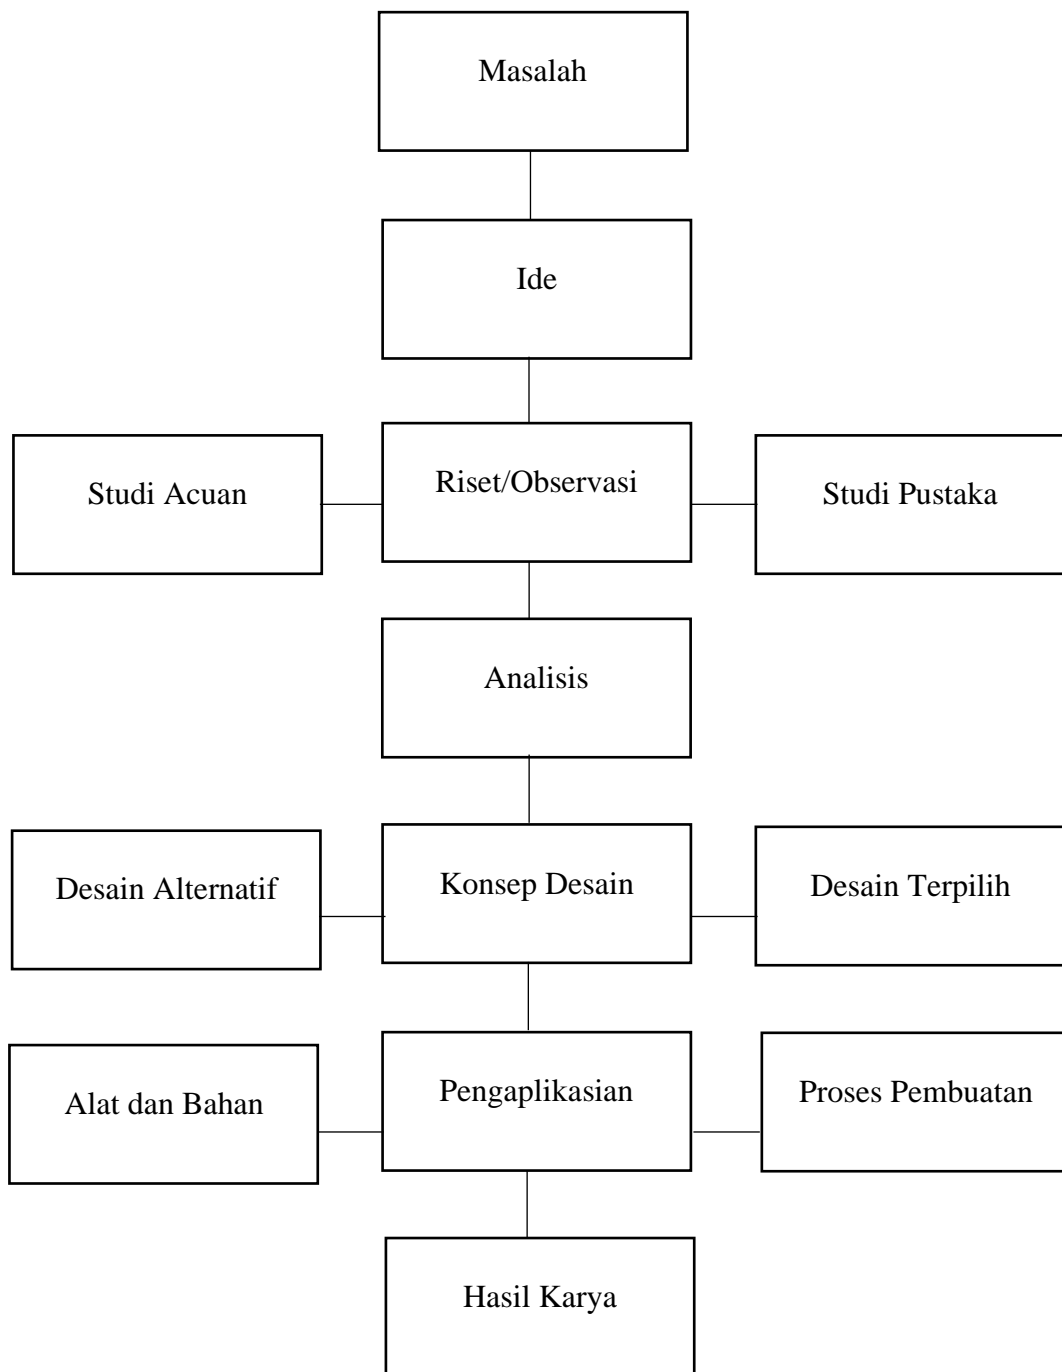 Masalah
Ide
Studi Acuan
Riset/Observasi
Studi Pustaka
Analisis
Desain Alternatif
Konsep Desain
Desain Terpilih
Alat dan Bahan
Pengaplikasian
Proses Pembuatan
Hasil Karya